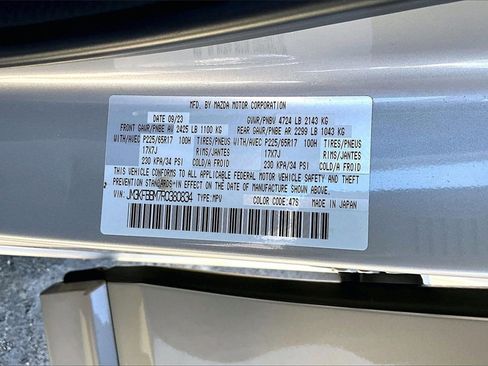 MFD. BY MAZDA MOTOR CORPORATION
DATE 09/23 GVWR/PNBV 4724 LB 2143 KG
FRONT GAWR/PNBE AV 2425 LB 1100 KG REAR GAWR/PNBE AR 2299 LB 1043 KG
WITH/AVEC P225/65R17 100H TIRES/PNEUS WITH/AVEC P225/65R17 100H TIRES/PNEUS
17X7J RIMS/JANTES 17X7J RIMS/JANTES
230 KPA/34 PSI COLD/A FROID 230 KPA/34 PSI COLD/A FROID
THIS VEHICLE CONFORMS TO ALL APPLICABLE FEDERAL MOTOR VEHICLE SAFETY AND THEFT
PREVENTION STANDARDS IN EFFECT ON THE DATE OF MANUFACTURE SHOWN ABOVE.
VIN: JM3KFBBM7R0380834 TYPE:MPV COLOR CODE:47S MADE IN JAPAN